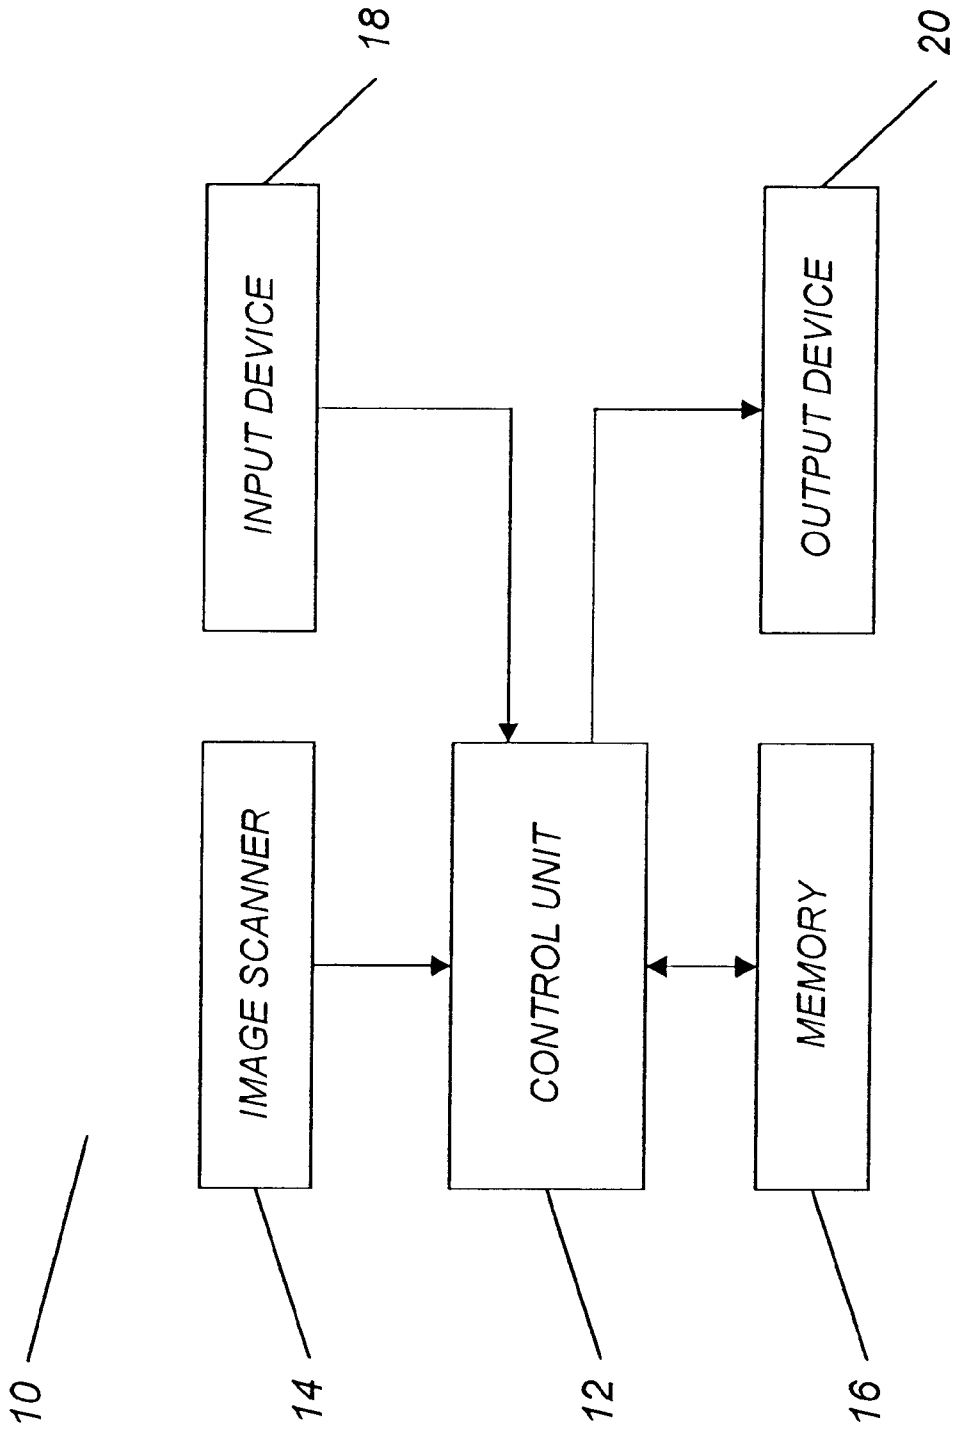 10
14
IMAGE SCANNER
INPUT DEVICE
18
12
CONTROL UNIT
16
MEMORY
OUTPUT DEVICE
20